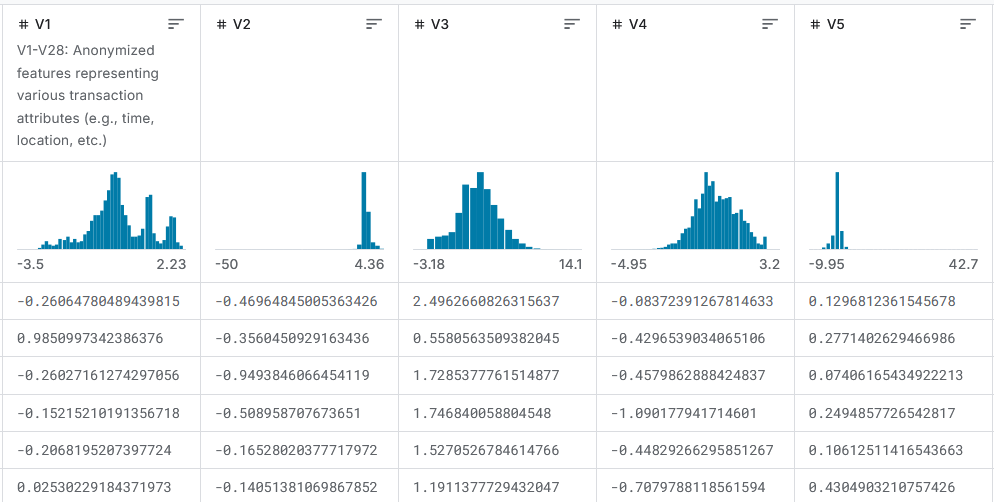 # V1 # V2 # V3 # V4 # V5
V1-V28: Anonymized
features representing
various transaction
attributes (e.g., time,
location, etc.)
-3.5 2.23 -50 4.36 -3.18 14.1 -4.95 3.2 -9.95 42.7
-0.26064780489439815 -0.46964845005363426 2.4962660826315637 -0.08372391267814633 0.1296812361545678
0.9850997342386376 -0.3560450929163436 0.5580563509382045 -0.4296539034065106 0.2771402629466986
-0.26027161274297056 -0.9493846066454119 1.7285377761514877 -0.4579862888424837 0.07406165434922213
-0.15215210191356718 -0.508958707673651 1.746840058804548 -1.090177941714601 0.2494857726542817
-0.2068195207397724 -0.16528020377717972 1.5270526784614766 -0.44829266295851267 0.10612511416543663
0.02530229184371973 -0.14051381069867852 1.1911377729432047 -0.7079788118561594 0.4304903210757426